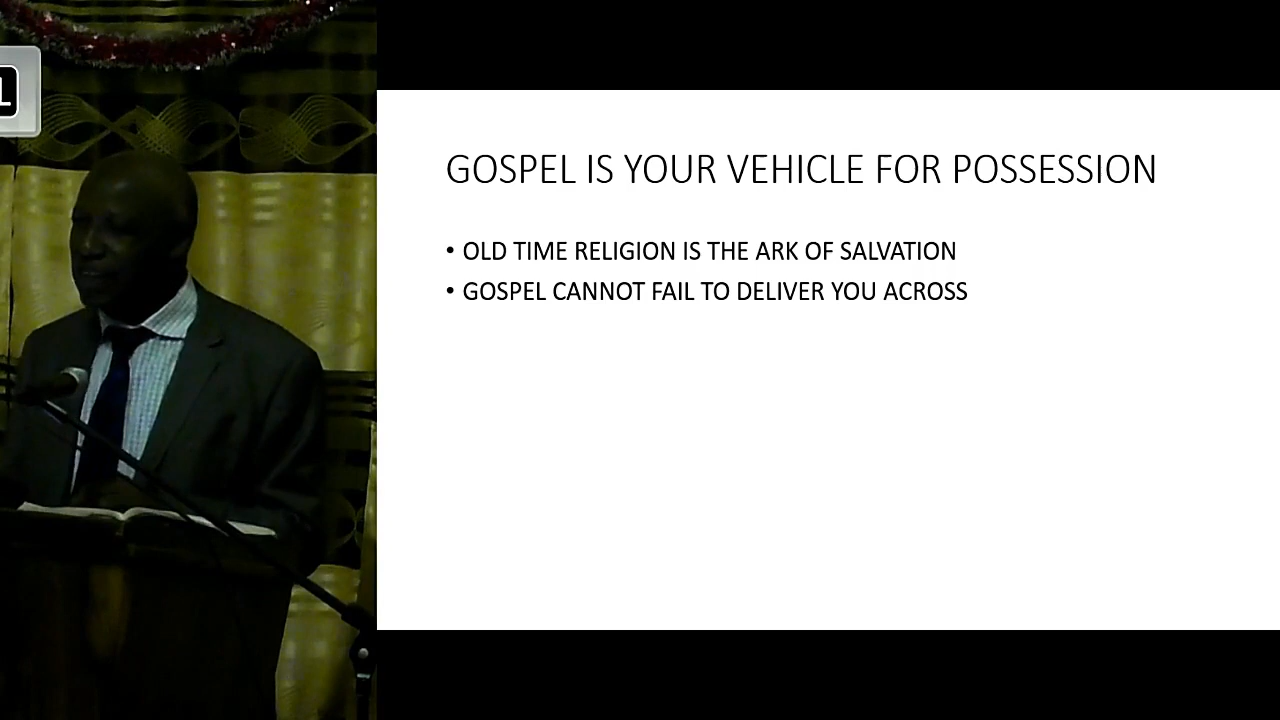 GOSPEL IS YOUR VEHICLE FOR POSSESSION
• OLD TIME RELIGION IS THE ARK OF SALVATION
• GOSPEL CANNOT FAIL TO DELIVER YOU ACROSS